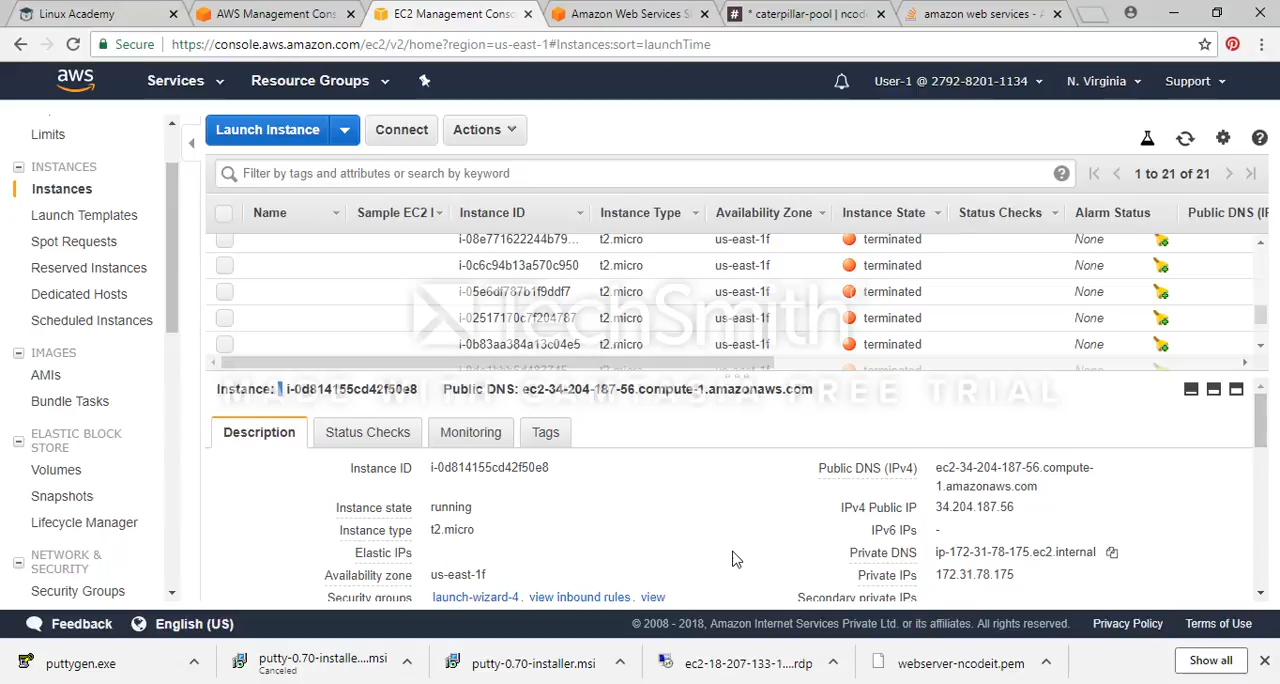 Linux Academy
AWS Management Cons
EC2 Management Conso
Amazon Web Services S
* caterpillar-pool | ncode
amazon web services - A
Secure
https://console.aws.amazon.com/ec2/v2/home?region=us-east-1#Instances:sort=launchTime
aws
Services
Resource Groups
User-1 @ 2792-8201-1134
N. Virginia
Support
Limits
INSTANCES
Instances
Launch Templates
Spot Requests
Reserved Instances
Dedicated Hosts
Scheduled Instances
IMAGES
AMIs
Bundle Tasks
ELASTIC BLOCK
STORE
Volumes
Snapshots
Lifecycle Manager
NETWORK &
SECURITY
Security Groups
Launch Instance
Connect
Actions
Filter by tags and attributes or search by keyword
1 to 21 of 21
Name Sample EC2 I Instance ID Instance Type Availability Zone Instance State Status Checks Alarm Status Public DNS (IP
i-08e771622244b79... t2.micro us-east-1f terminated None
i-0c6c94b13a570c950 t2.micro us-east-1f terminated None
i-05e6df787b1f9ddf7 t2.micro us-east-1f terminated None
i-02517170c7f204787 t2.micro us-east-1f terminated None
i-0b83aa384a13c04e5 t2.micro us-east-1f terminated None
TechSmith
MADE WITH CAMTASIA FREE TRIAL
Instance: i-0d814155cd42f50e8 Public DNS: ec2-34-204-187-56.compute-1.amazonaws.com
Description
Status Checks
Monitoring
Tags
Instance ID i-0d814155cd42f50e8
Instance state running
Instance type t2.micro
Elastic IPs
Availability zone us-east-1f
Security groups launch-wizard-4. view inbound rules. view
Public DNS (IPv4) ec2-34-204-187-56.compute-
1.amazonaws.com
IPv4 Public IP 34.204.187.56
IPv6 IPs -
Private DNS ip-172-31-78-175.ec2.internal
Private IPs 172.31.78.175
Secondary private IPs
Feedback
English (US)
© 2008 - 2018, Amazon Internet Services Private Ltd. or its affiliates. All rights reserved.
Privacy Policy
Terms of Use
puttygen.exe
putty-0.70-installe....msi
Canceled
putty-0.70-installer.msi
ec2-18-207-133-1....rdp
webserver-ncodeit.pem
Show all